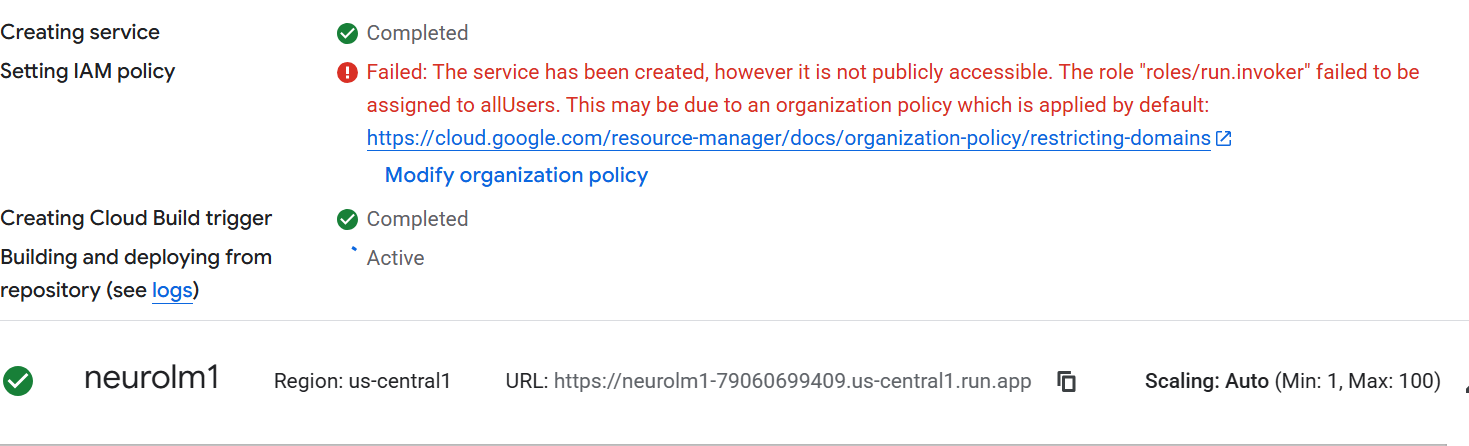 Creating service Completed
Setting IAM policy Failed: The service has been created, however it is not publicly accessible. The role "roles/run.invoker" failed to be
assigned to allUsers. This may be due to an organization policy which is applied by default:
https://cloud.google.com/resource-manager/docs/organization-policy/restricting-domains
Modify organization policy
Creating Cloud Build trigger Completed
Building and deploying from Active
repository (see logs)
neurolm1 Region: us-central1 URL: https://neurolm1-79060699409.us-central1.run.app Scaling: Auto (Min: 1, Max: 100)